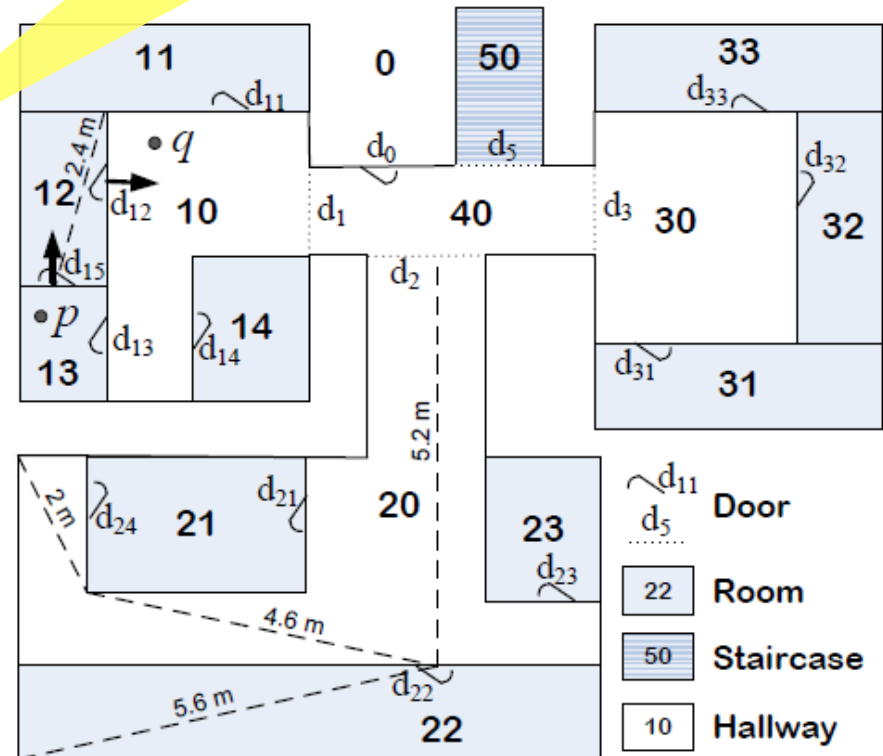 11
0
50
33
d11
d33
q
2.4 m
d0
d5
d32
12
d12
10
d1
40
d3
30
32
d15
d2
p
14
d13
d14
13
d31
31
5.2 m
2 m
d24
21
d21
20
23
d23
d11
d5
Door
22
Room
4.6 m
50
Staircase
5.6 m
d22
22
10
Hallway